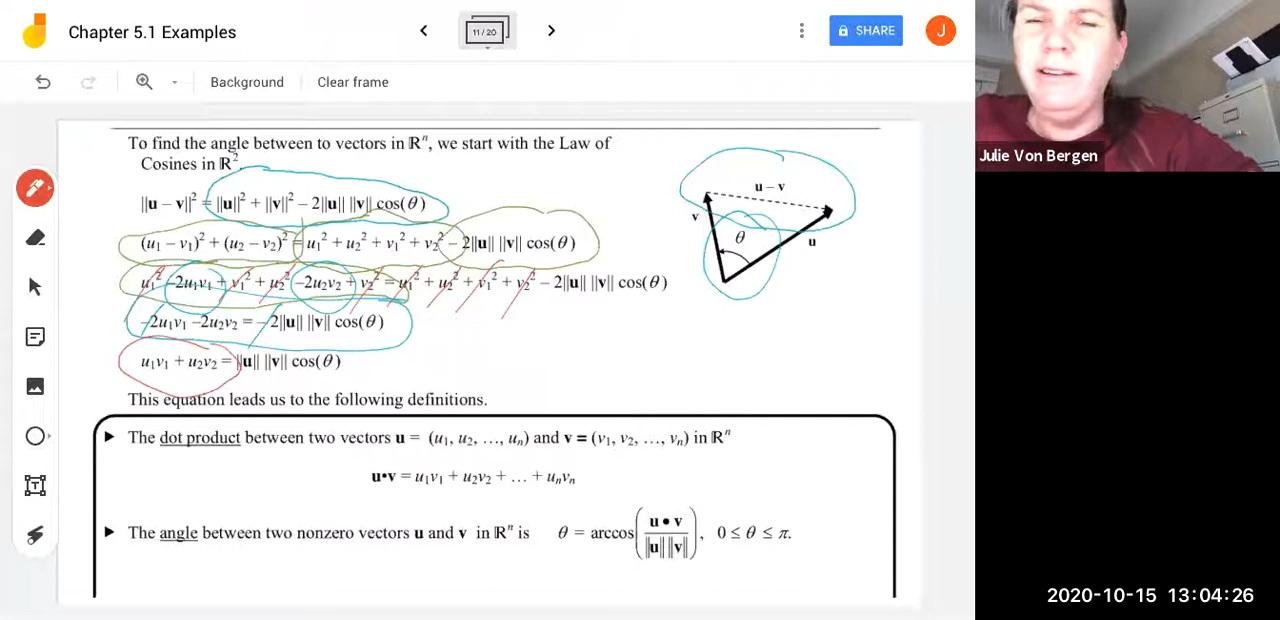 Chapter 5.1 Examples
11 / 20
SHARE
J
Background
Clear frame
To find the angle between to vectors in ℝⁿ, we start with the Law of
Cosines in ℝ².
||u – v||² = ||u||² + ||v||² – 2||u|| ||v|| cos(θ)
(u₁ – v₁)² + (u₂ – v₂)² = u₁² + u₂² + v₁² + v₂² – 2||u|| ||v|| cos(θ)
u₁² –2u₁v₁ + v₁² + u₂² –2u₂v₂ + v₂² = u₁² + u₂² + v₁² + v₂² – 2||u|| ||v|| cos(θ)
–2u₁v₁ –2u₂v₂ = –2||u|| ||v|| cos(θ)
u₁v₁ + u₂v₂ = ||u|| ||v|| cos(θ)
u – v
v
θ
u
This equation leads us to the following definitions.
► The dot product between two vectors u = (u₁, u₂, …, uₙ) and v = (v₁, v₂, …, vₙ) in ℝⁿ
u•v = u₁v₁ + u₂v₂ + … + uₙvₙ
► The angle between two nonzero vectors u and v in ℝⁿ is θ = arccos(u • v / ||u|| ||v||), 0 ≤ θ ≤ π.
Julie Von Bergen
2020-10-15 13:04:26